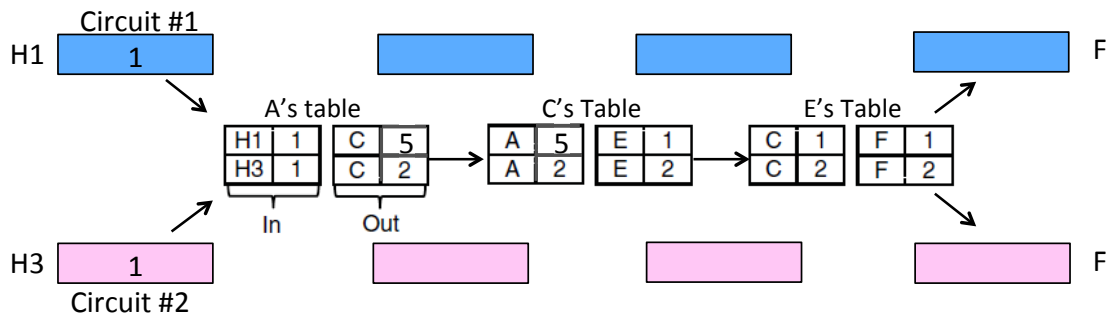 Circuit #1
H1 1 F
A's table C's Table E's Table
H1 1 C 5 A 5 E 1 C 1 F 1
H3 1 C 2 A 2 E 2 C 2 F 2
In Out
H3 1 F
Circuit #2